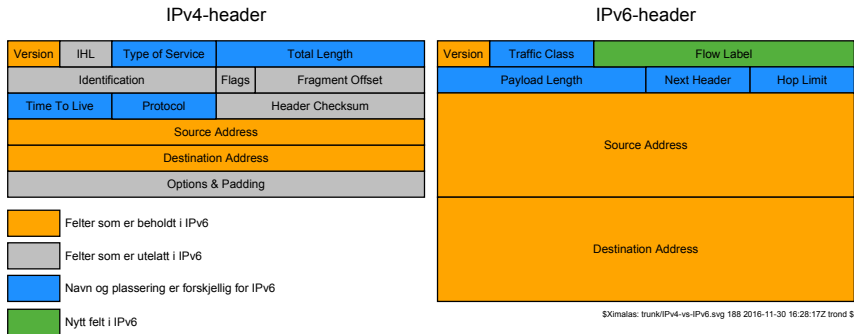 IPv4-header
Version IHL Type of Service Total Length
Identification Flags Fragment Offset
Time To Live Protocol Header Checksum
Source Address
Destination Address
Options & Padding
Felter som er beholdt i IPv6
Felter som er utelatt i IPv6
Navn og plassering er forskjellig for IPv6
Nytt felt i IPv6
IPv6-header
Version Traffic Class Flow Label
Payload Length Next Header Hop Limit
Source Address
Destination Address
$Ximalas: trunk/IPv4-vs-IPv6.svg 188 2016-11-30 16:28:17Z trond $